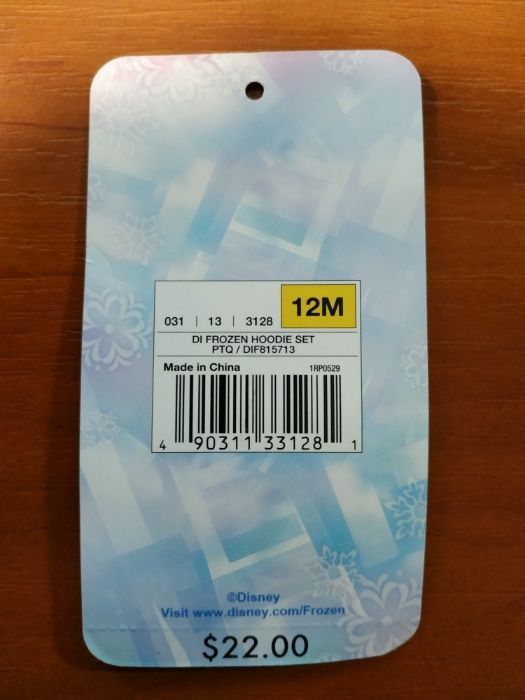 12M
031 | 13 | 3128
DI FROZEN HOODIE SET
PTQ / DIF815713
Made in China 1RP0529
4 90311 33128 1
©Disney
Visit www.disney.com/Frozen
$22.00